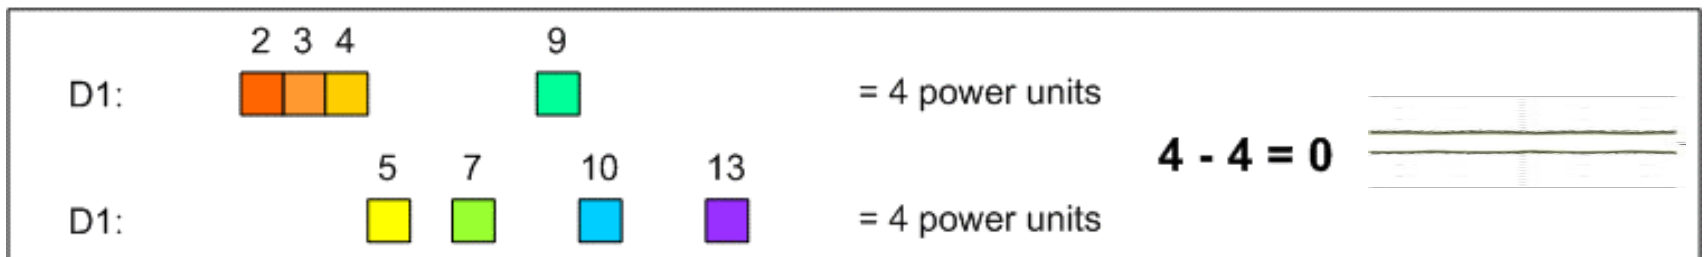 2 3 4 9
D1: = 4 power units
4 - 4 = 0
5 7 10 13
D1: = 4 power units